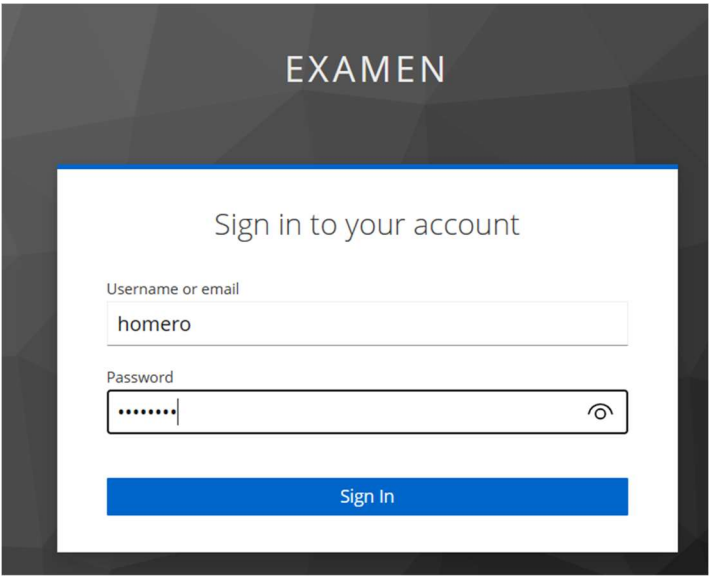 EXAMEN
Sign in to your account
Username or email
homero
Password
••••••••
Sign In